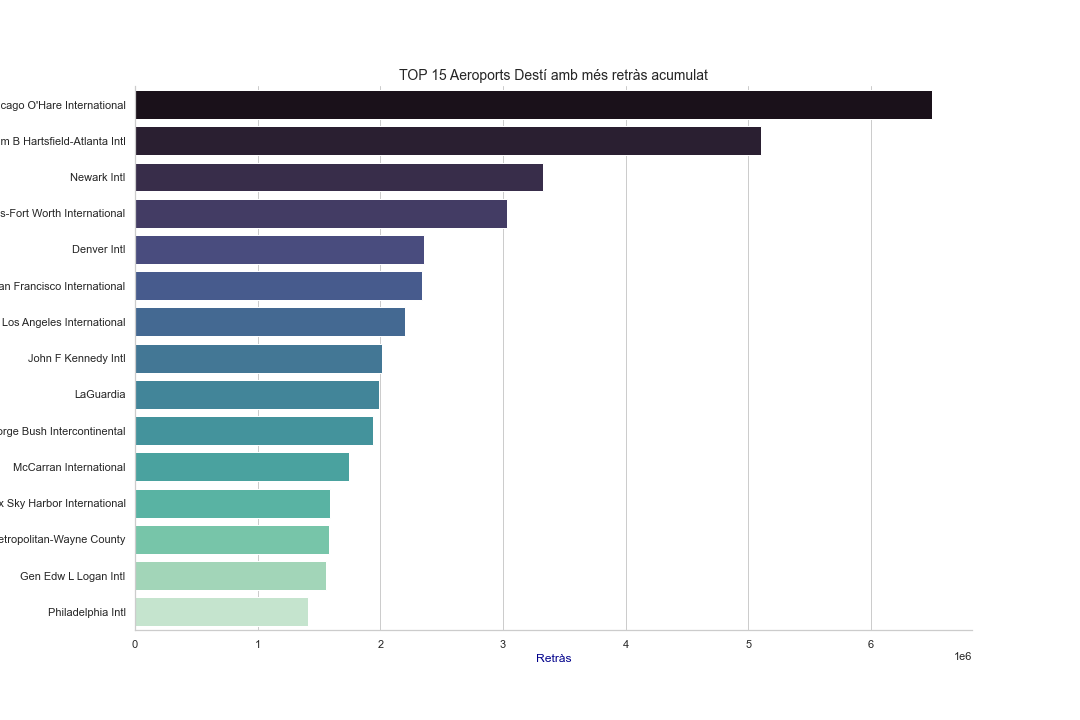 TOP 15 Aeroports Destí amb més retràs acumulat
cago O'Hare International
m B Hartsfield-Atlanta Intl
Newark Intl
s-Fort Worth International
Denver Intl
an Francisco International
Los Angeles International
John F Kennedy Intl
LaGuardia
orge Bush Intercontinental
McCarran International
x Sky Harbor International
etropolitan-Wayne County
Gen Edw L Logan Intl
Philadelphia Intl
0 1 2 3 4 5 6
Retràs
1e6